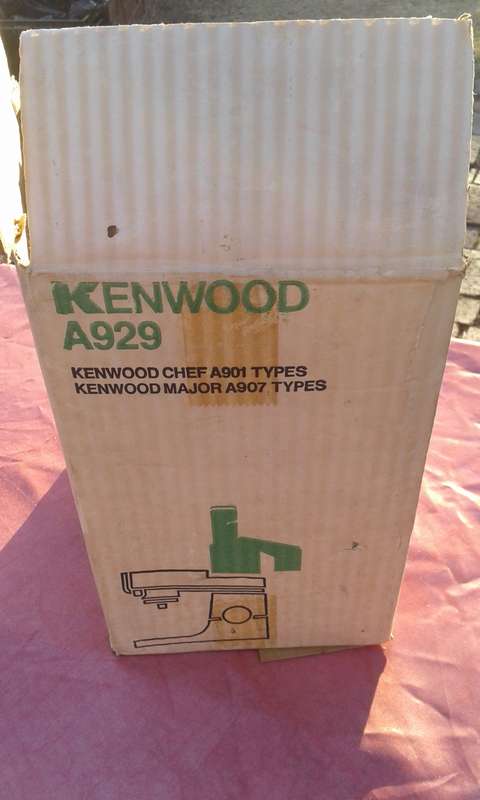 KENWOOD
A929
KENWOOD CHEF A901 TYPES
KENWOOD MAJOR A907 TYPES